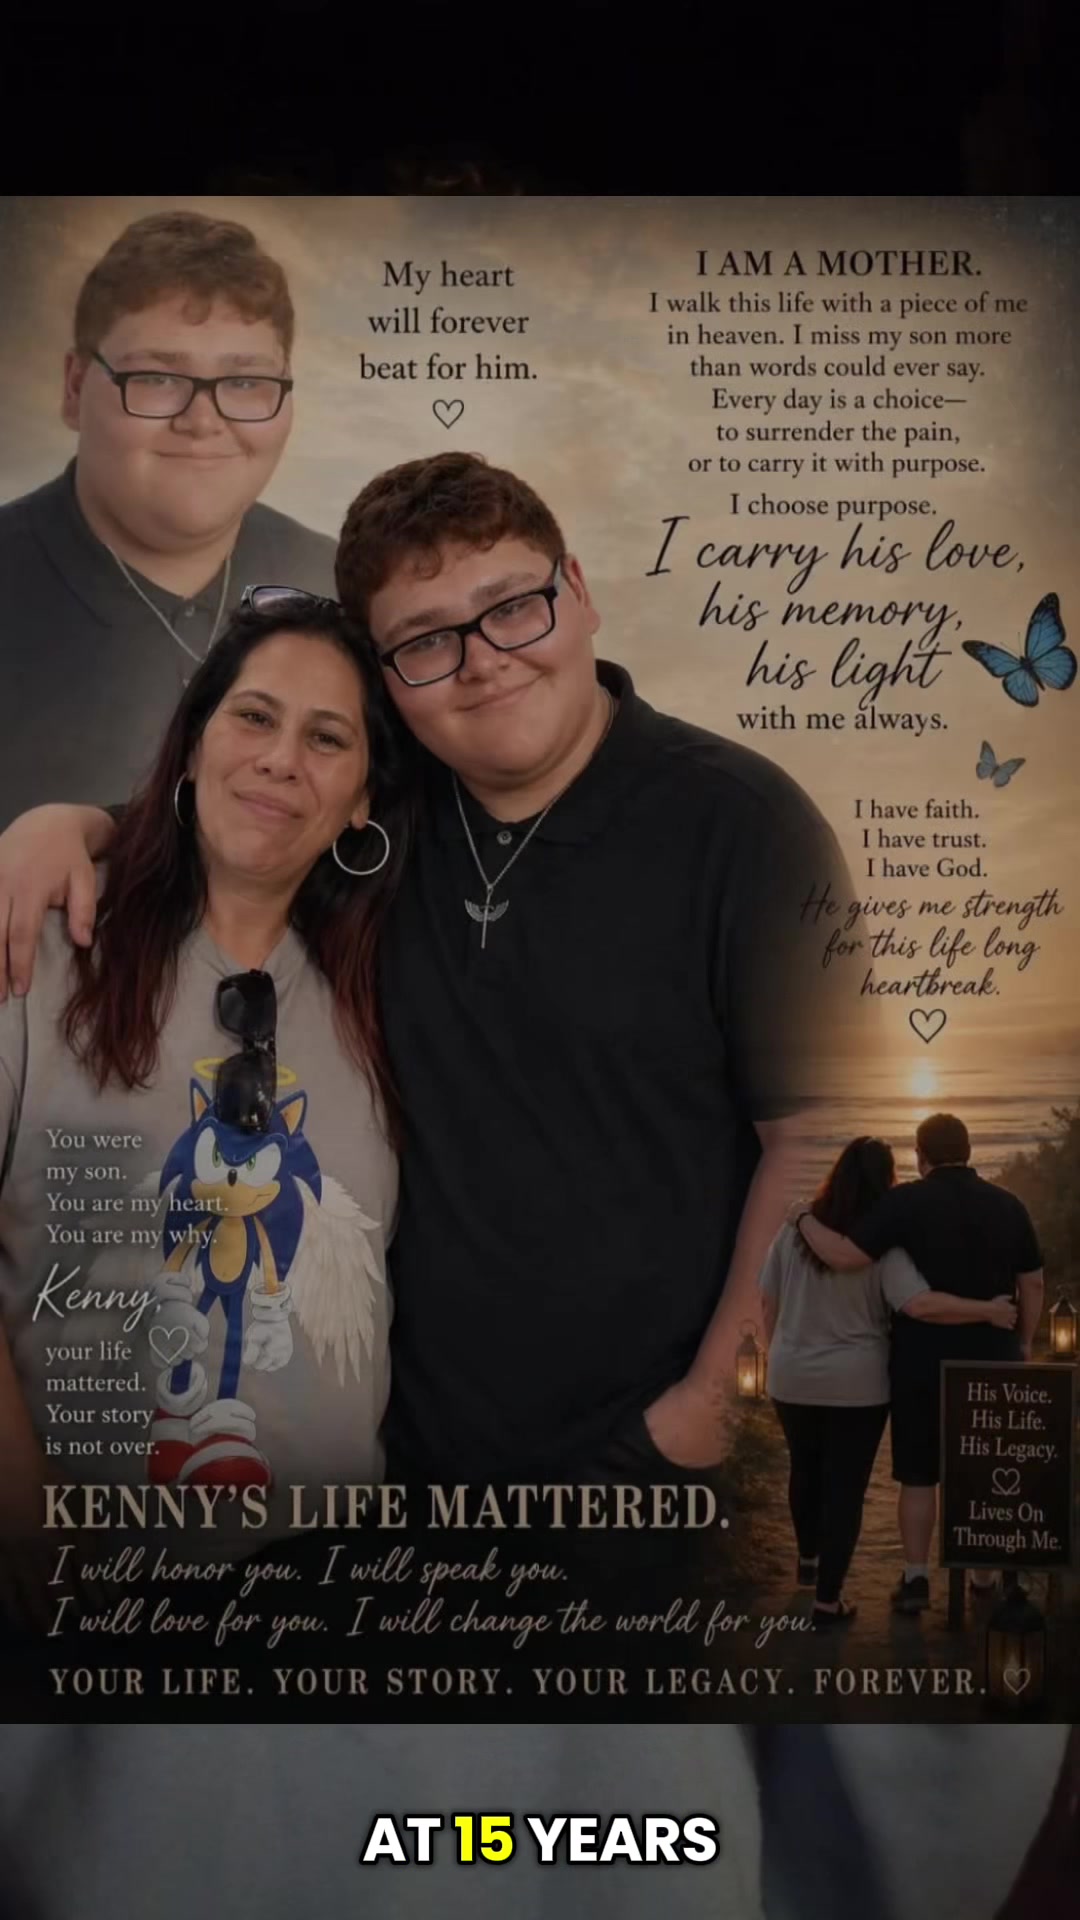 My heart
will forever
beat for him.
I AM A MOTHER.
I walk this life with a piece of me
in heaven. I miss my son more
than words could ever say.
Every day is a choice—
to surrender the pain,
or to carry it with purpose.
I choose purpose.
I carry his love,
his memory,
his light
with me always.
I have faith.
I have trust.
I have God.
He gives me strength
for this life long
heartbreak.
You were
my son.
You are my heart.
You are my why.
Kenny,
your life
mattered.
Your story
is not over.
His Voice.
His Life.
His Legacy.
Lives On
Through Me.
KENNY'S LIFE MATTERED.
I will honor you. I will speak you.
I will love for you. I will change the world for you.
YOUR LIFE. YOUR STORY. YOUR LEGACY. FOREVER.
AT 15 YEARS